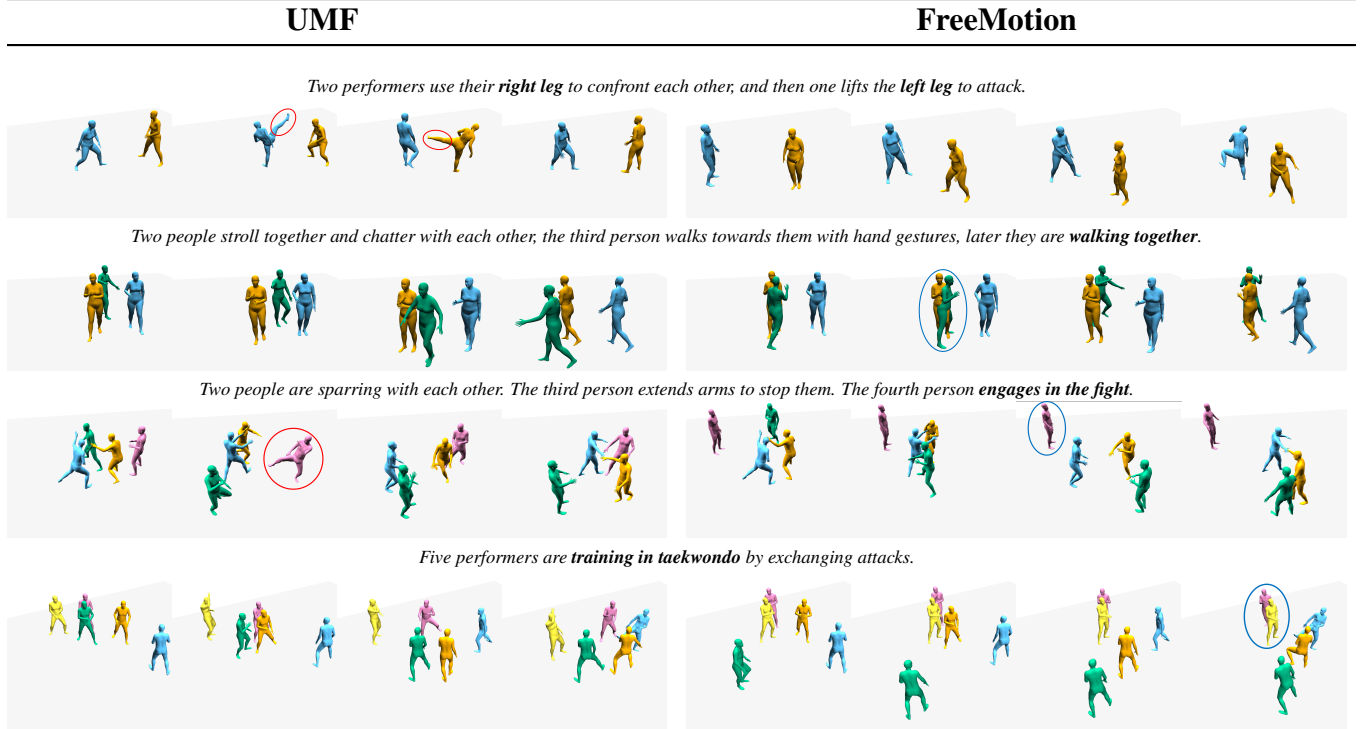 UMF
FreeMotion
Two performers use their right leg to confront each other, and then one lifts the left leg to attack.
Two people stroll together and chatter with each other, the third person walks towards them with hand gestures, later they are walking together.
Two people are sparring with each other. The third person extends arms to stop them. The fourth person engages in the fight.
Five performers are training in taekwondo by exchanging attacks.